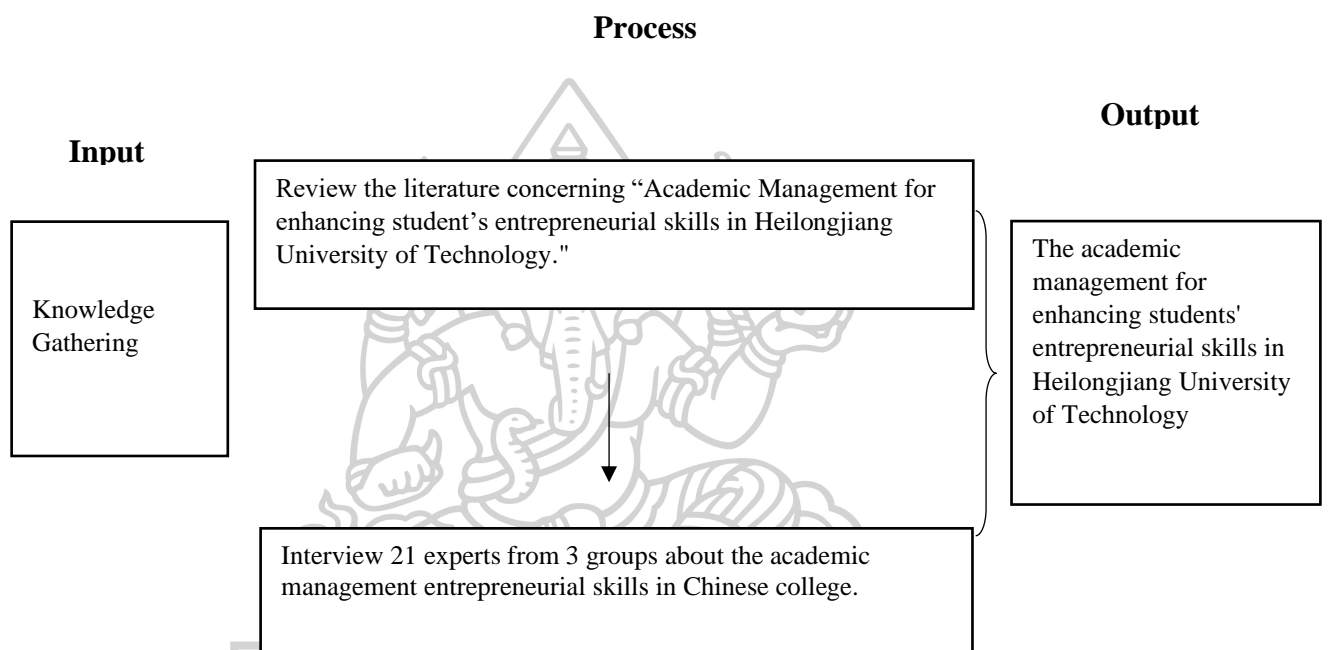 Process
Input
Output
Knowledge
Gathering
Review the literature concerning “Academic Management for
enhancing student’s entrepreneurial skills in Heilongjiang
University of Technology."
Interview 21 experts from 3 groups about the academic
management entrepreneurial skills in Chinese college.
The academic
management for
enhancing students'
entrepreneurial skills in
Heilongjiang University
of Technology